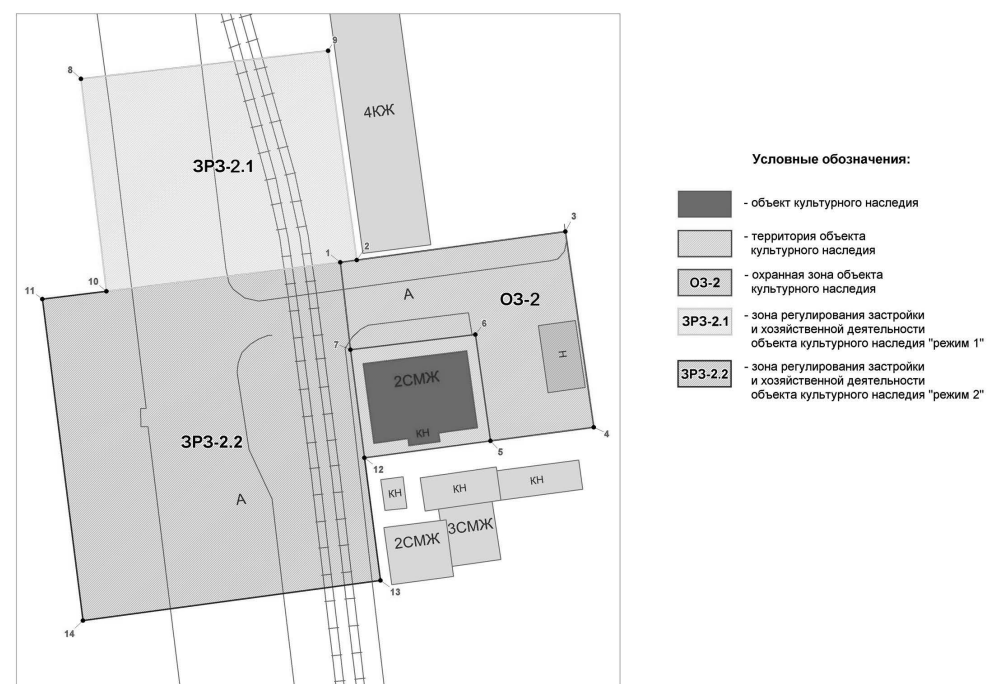 9
8
4КЖ
ЗРЗ-2.1
3
1
2
10
11
А
ОЗ-2
6
7
Н
2СМЖ
КН
4
5
12
ЗРЗ-2.2
А
КН
КН
КН
2СМЖ
3СМЖ
13
14
Условные обозначения:
- объект культурного наследия
- территория объекта
культурного наследия
ОЗ-2
- охранная зона объекта
культурного наследия
ЗРЗ-2.1
- зона регулирования застройки
и хозяйственной деятельности
объекта культурного наследия "режим 1"
ЗРЗ-2.2
- зона регулирования застройки
и хозяйственной деятельности
объекта культурного наследия "режим 2"